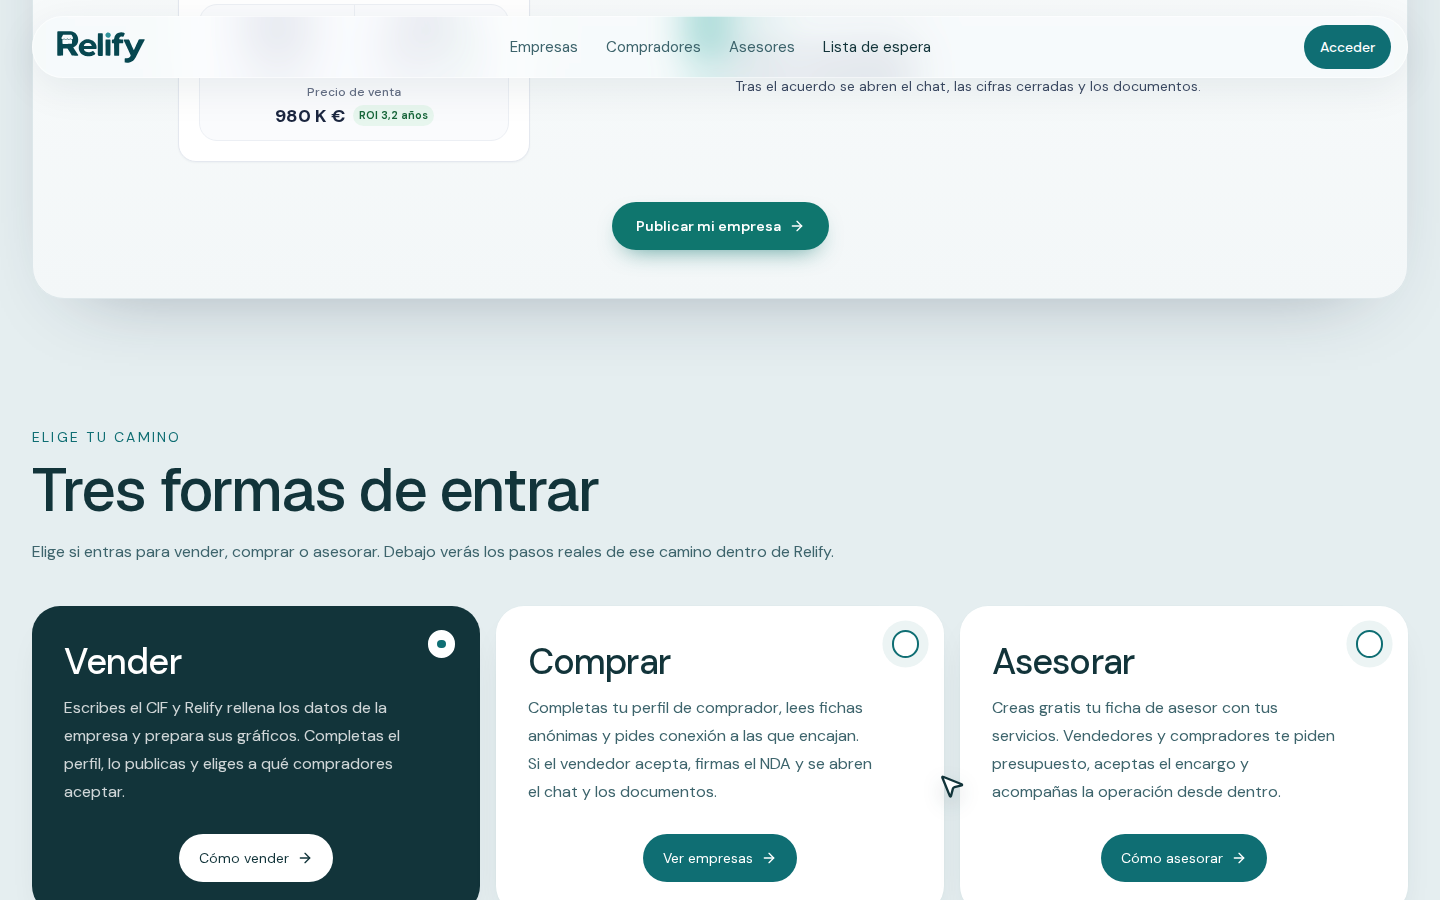 Relify
Empresas
Compradores
Asesores
Lista de espera
Acceder
Precio de venta
980 K €
ROI 3,2 años
Tras el acuerdo se abren el chat, las cifras cerradas y los documentos.
Publicar mi empresa
ELIGE TU CAMINO
Tres formas de entrar
Elige si entras para vender, comprar o asesorar. Debajo verás los pasos reales de ese camino dentro de Relify.
Vender
Escribes el CIF y Relify rellena los datos de la
empresa y prepara sus gráficos. Completas el
perfil, lo publicas y eliges a qué compradores
aceptar.
Cómo vender
Comprar
Completas tu perfil de comprador, lees fichas
anónimas y pides conexión a las que encajan.
Si el vendedor acepta, firmas el NDA y se abren
el chat y los documentos.
Ver empresas
Asesorar
Creas gratis tu ficha de asesor con tus
servicios. Vendedores y compradores te piden
presupuesto, aceptas el encargo y
acompañas la operación desde dentro.
Cómo asesorar